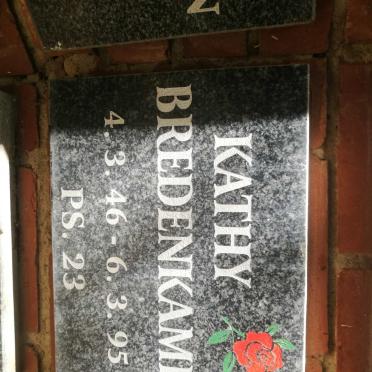 N
KATHY
BREDENKAM
4. 3. 46 - 6. 3. 95
PS. 23